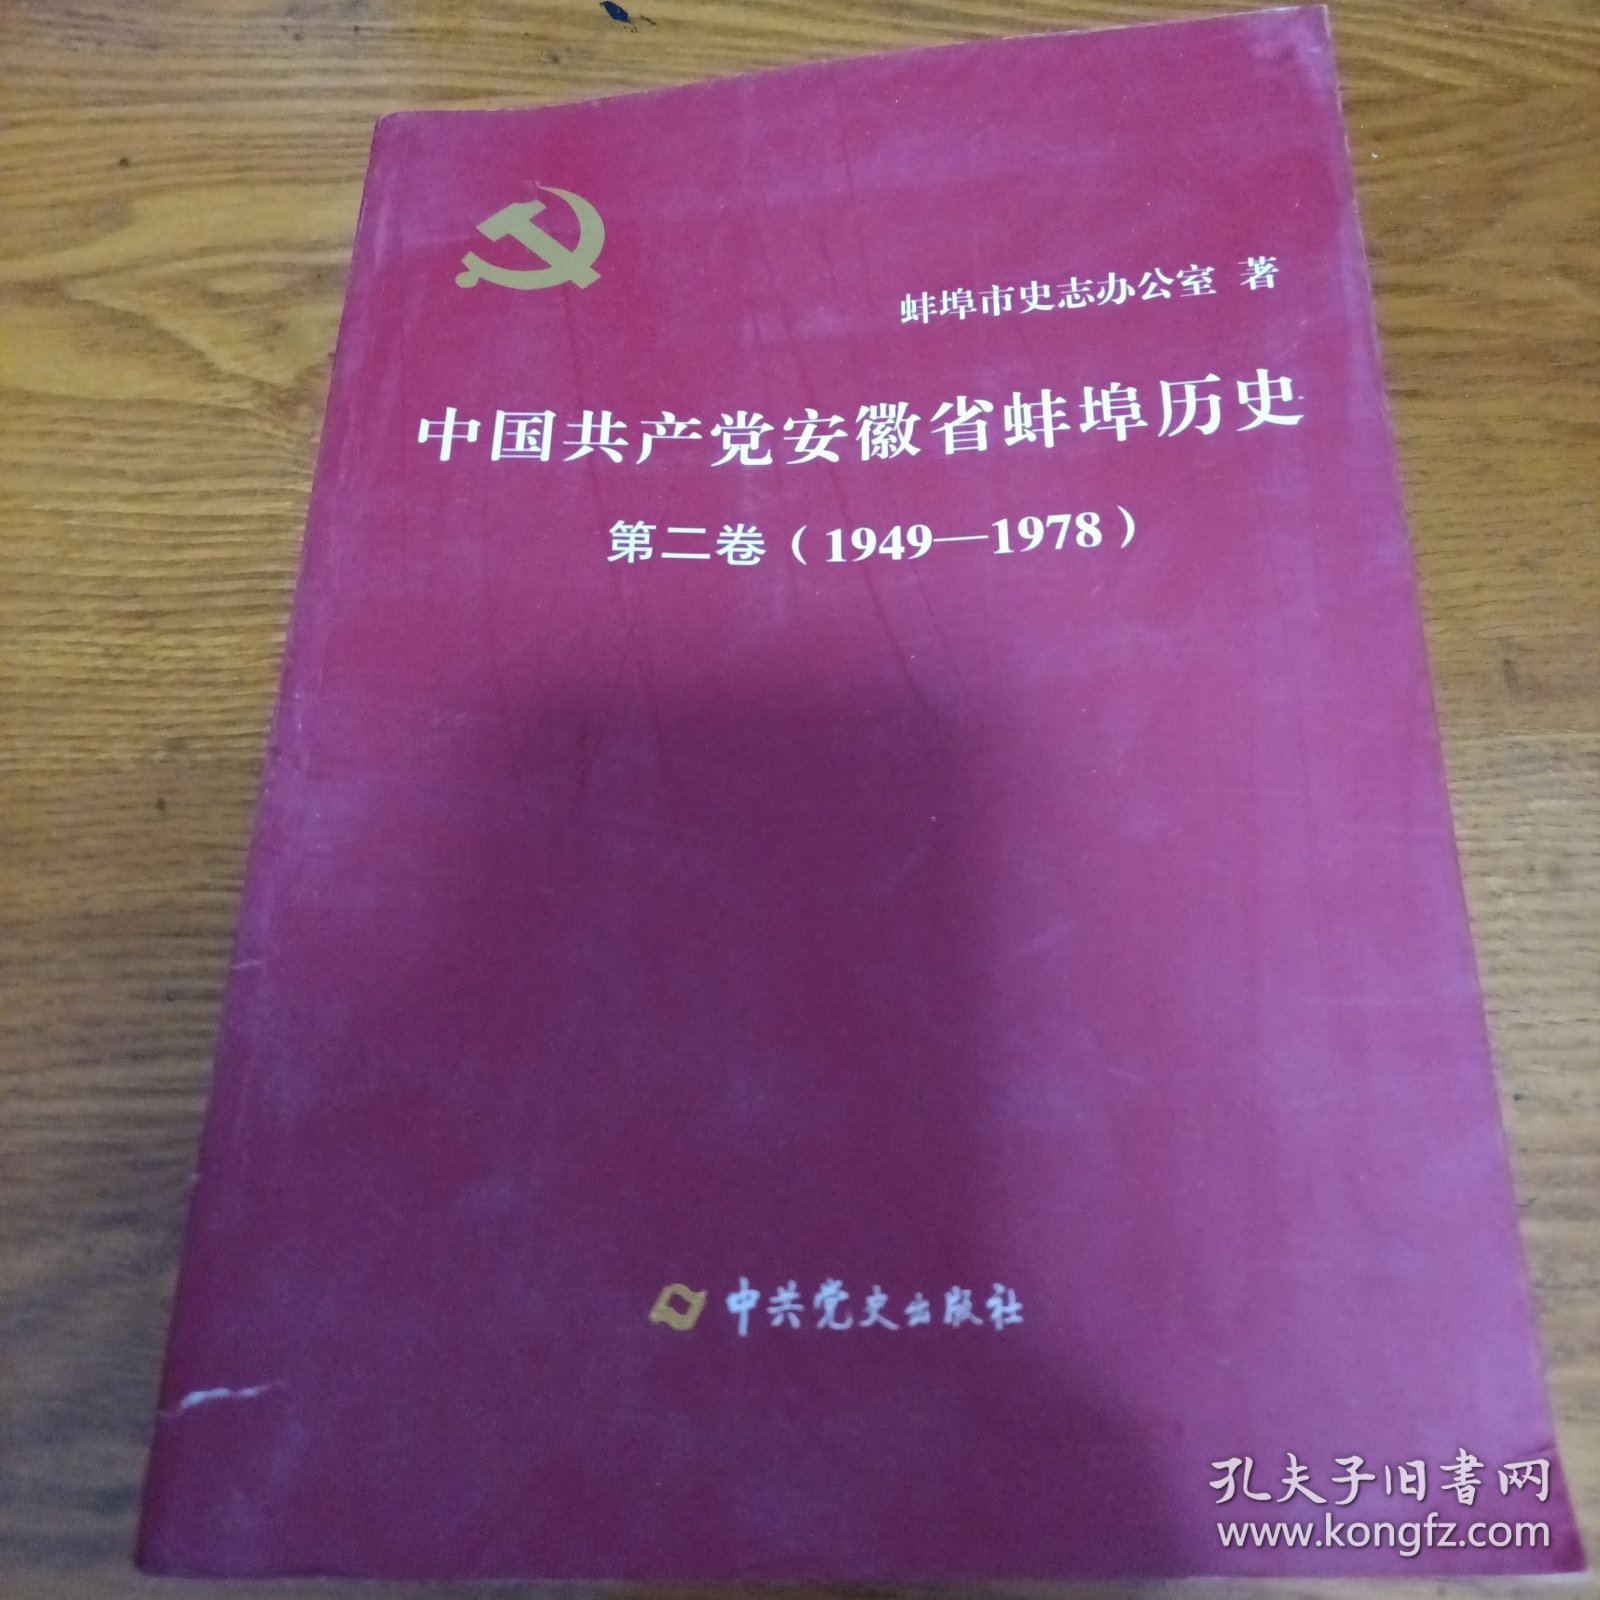 蚌埠市史志办公室 著
中国共产党安徽省蚌埠历史
第二卷（1949—1978）
中共党史出版社
孔夫子旧书网
www.kongfz.com